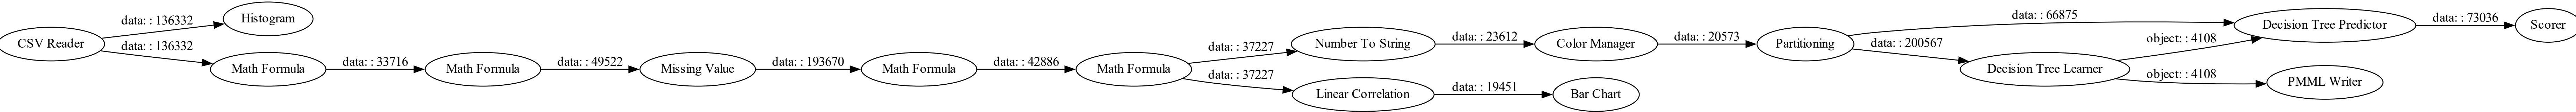 CSV Reader
data: : 136332
Histogram
data: : 136332
Math Formula
data: : 33716
Math Formula
data: : 49522
Missing Value
data: : 193670
Math Formula
data: : 42886
Math Formula
data: : 37227
Number To String
data: : 23612
Color Manager
data: : 20573
Partitioning
data: : 37227
Linear Correlation
data: : 19451
Bar Chart
data: : 66875
data: : 200567
Decision Tree Learner
object: : 4108
Decision Tree Predictor
data: : 73036
Scorer
object: : 4108
PMML Writer